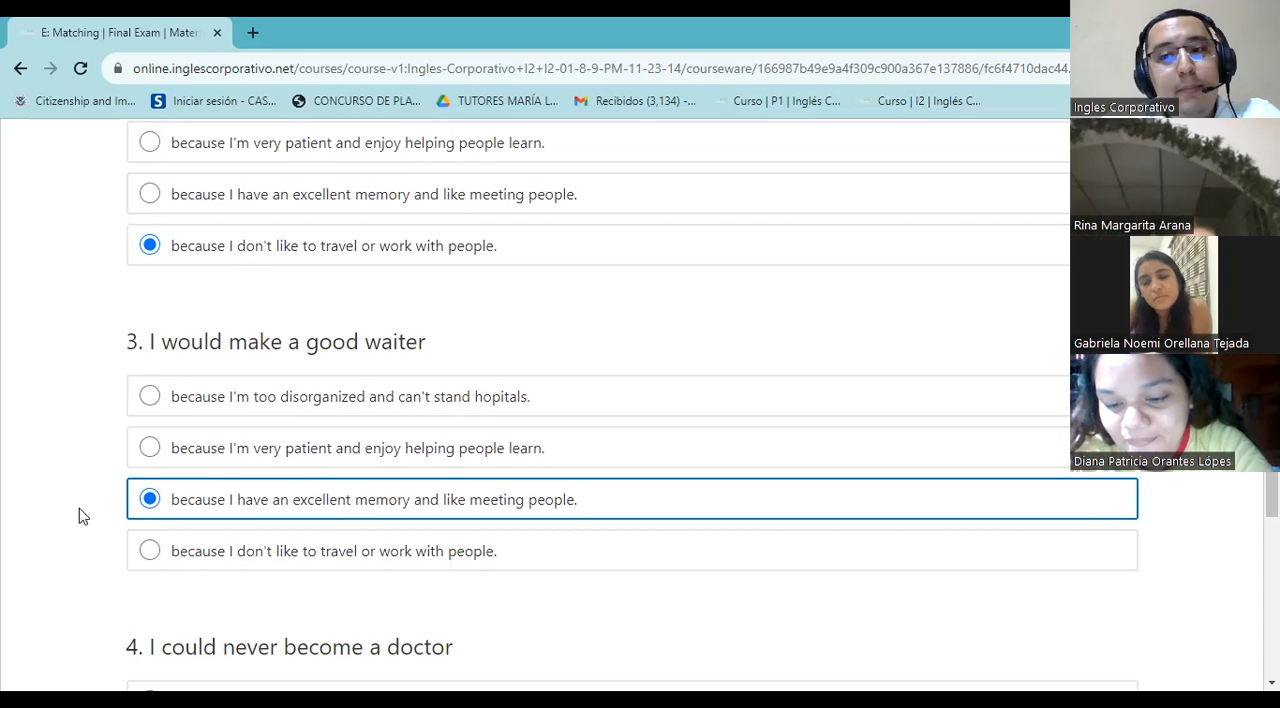 E: Matching | Final Exam | Mater
online.inglescorporativo.net/courses/course-v1:Ingles-Corporativo+I2+I2-01-8-9-PM-11-23-14/courseware/166987b49e9a4f309c900a367e137886/fc6f4710dac44...
Citizenship and Im... Iniciar sesión - CAS... CONCURSO DE PLA... TUTORES MARÍA L... Recibidos (3,134) -... Curso | P1 | Inglés C... Curso | I2 | Inglés C...
because I'm very patient and enjoy helping people learn.
because I have an excellent memory and like meeting people.
because I don't like to travel or work with people.
3. I would make a good waiter
because I'm too disorganized and can't stand hopitals.
because I'm very patient and enjoy helping people learn.
because I have an excellent memory and like meeting people.
because I don't like to travel or work with people.
4. I could never become a doctor
Ingles Corporativo
Rina Margarita Arana
Gabriela Noemi Orellana Tejada
Diana Patricia Orantes Lópes